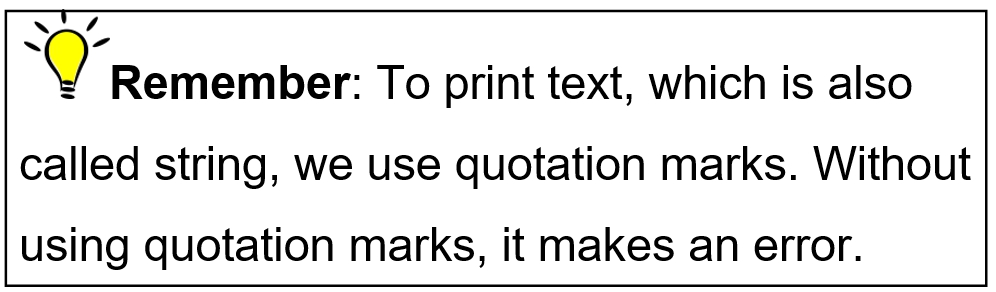 Remember: To print text, which is also
called string, we use quotation marks. Without
using quotation marks, it makes an error.